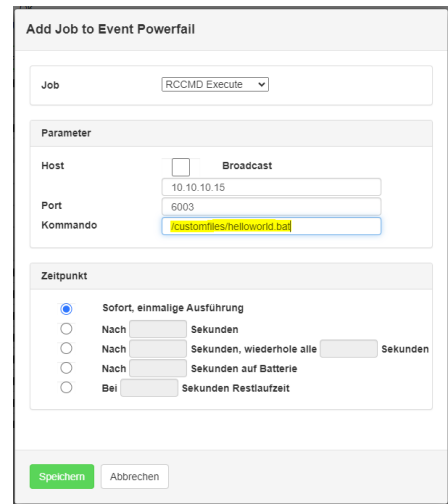 Add Job to Event Powerfail
Job RCCMD Execute
Parameter
Host Broadcast
10.10.10.15
Port 6003
Kommando /customfiles/helloworld.bat
Zeitpunkt
Sofort, einmalige Ausführung
Nach Sekunden
Nach Sekunden, wiederhole alle Sekunden
Nach Sekunden auf Batterie
Bei Sekunden Restlaufzeit
Speichern Abbrechen